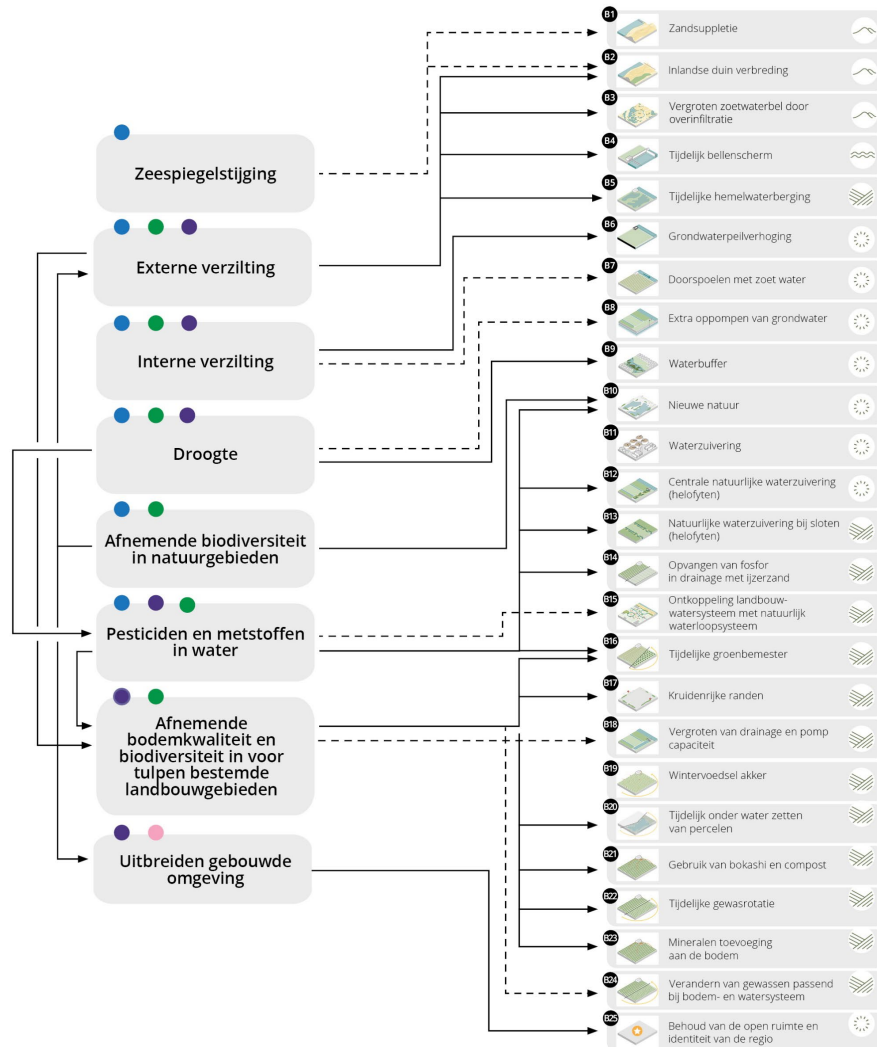 Zeespiegelstijging
Externe verzilting
Interne verzilting
Droogte
Afnemende biodiversiteit
in natuurgebieden
Pesticiden en metstoffen
in water
Afnemende
bodemkwaliteit en
biodiversiteit in voor
tulpen bestemde
landbouwgebieden
Uitbreiden gebouwde
omgeving
B1
Zandsuppletie
B2
Inlandse duin verbreding
B3
Vergroten zoetwaterbel door
overinfiltratie
B4
Tijdelijk bellenscherm
B5
Tijdelijke hemelwaterberging
B6
Grondwaterpeilverhoging
B7
Doorspoelen met zoet water
B8
Extra oppompen van grondwater
B9
Waterbuffer
B10
Nieuwe natuur
B11
Waterzuivering
B12
Centrale natuurlijke waterzuivering
(helofyten)
B13
Natuurlijke waterzuivering bij sloten
(helofyten)
B14
Opvangen van fosfor
in drainage met ijzerzand
B15
Ontkoppeling landbouw-
watersysteem met natuurlijk
waterloopsysteem
B16
Tijdelijke groenbemester
B17
Kruidenrijke randen
B18
Vergroten van drainage en pomp
capaciteit
B19
Wintervoedsel akker
B20
Tijdelijk onder water zetten
van percelen
B21
Gebruik van bokashi en compost
B22
Tijdelijke gewasrotatie
B23
Mineralen toevoeging
aan de bodem
B24
Verandern van gewassen passend
bij bodem- en watersysteem
B25
Behoud van de open ruimte en
identiteit van de regio